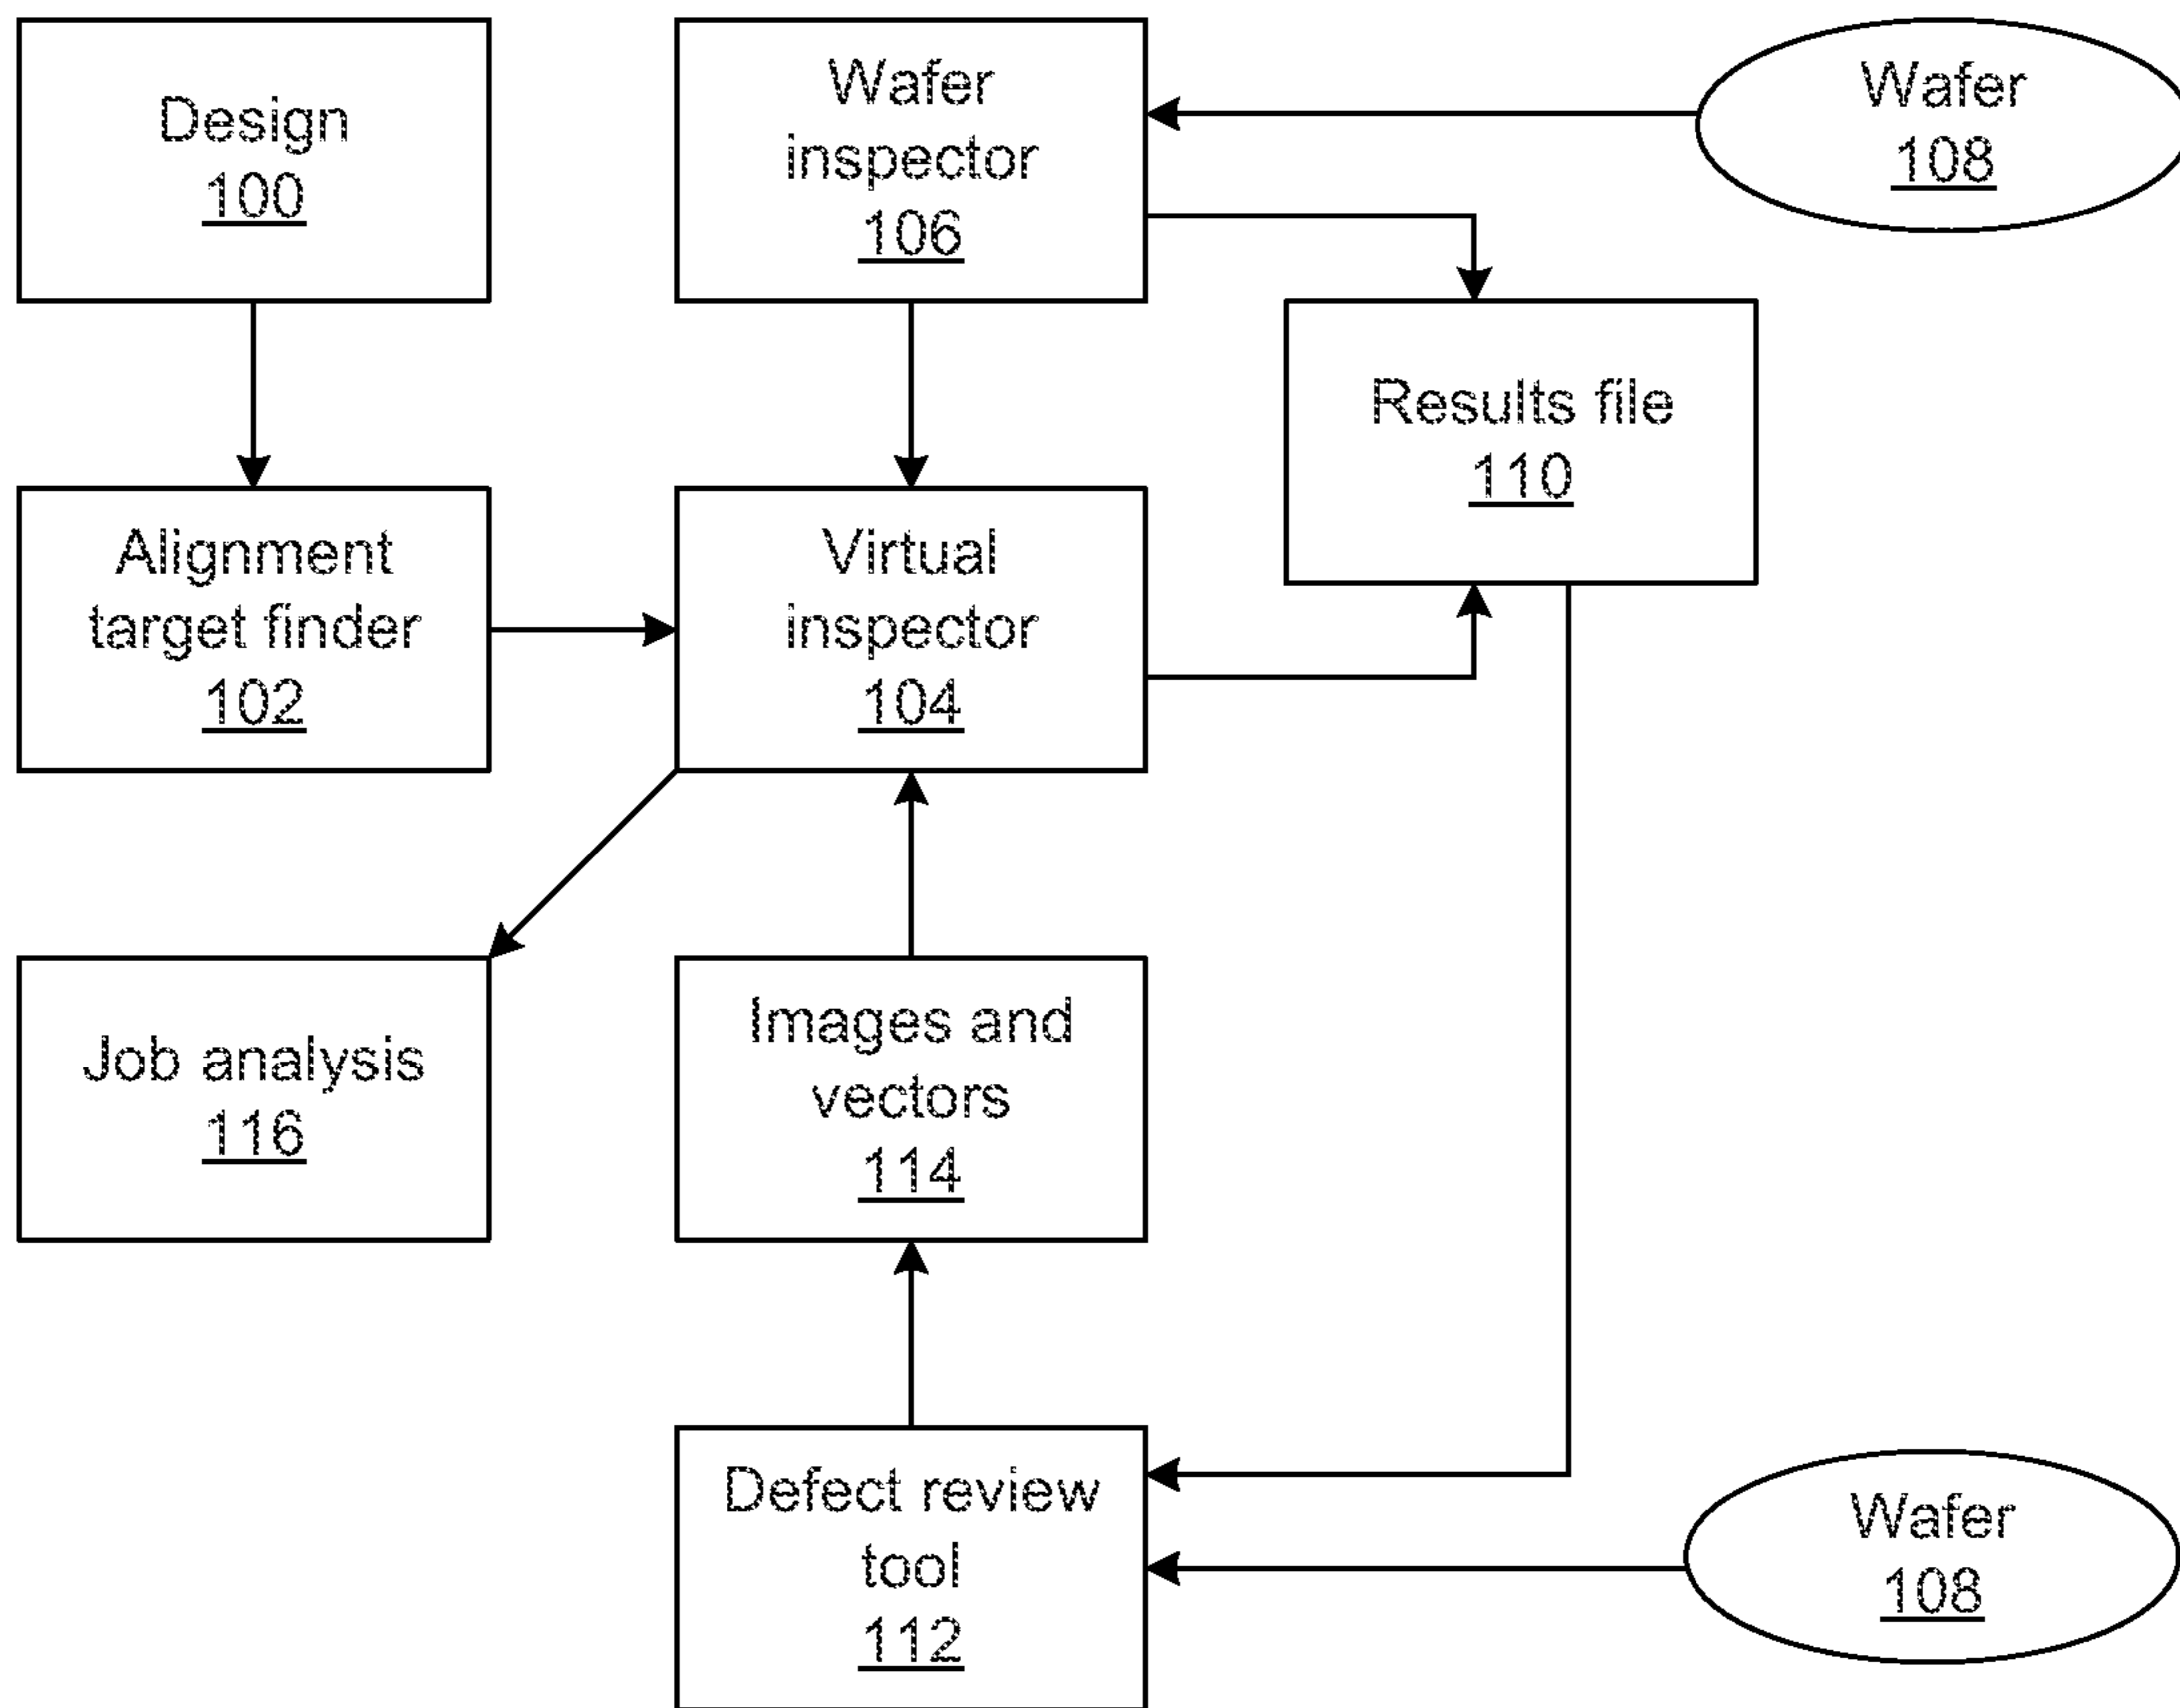 Design
100
Wafer
inspector
106
Wafer
108
Results file
110
Alignment
target finder
102
Virtual
inspector
104
Job analysis
116
Images and
vectors
114
Defect review
tool
112
Wafer
108